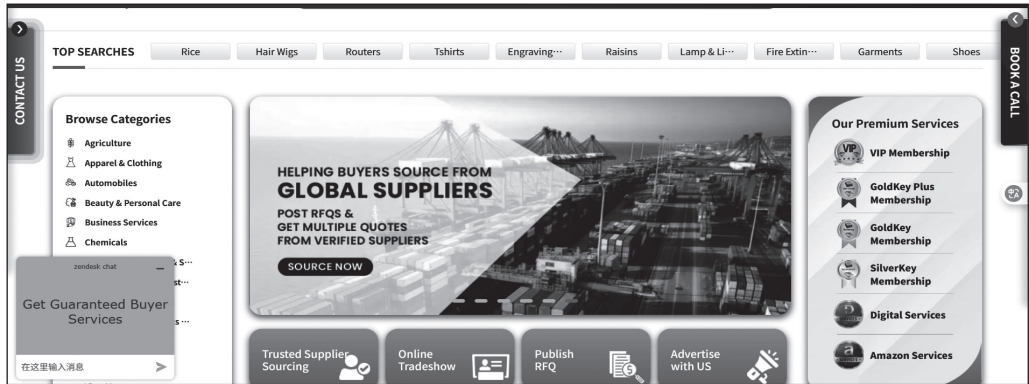 CONTACT US
TOP SEARCHES
Rice
Hair Wigs
Routers
Tshirts
Engraving…
Raisins
Lamp & Li…
Fire Extin…
Garments
Shoes
BOOK A CALL
Browse Categories
Agriculture
Apparel & Clothing
Automobiles
Beauty & Personal Care
Business Services
Chemicals
& S…
st…
s …
zendesk chat
Get Guaranteed Buyer
Services
在这里输入消息
HELPING BUYERS SOURCE FROM
GLOBAL SUPPLIERS
POST RFQS &
GET MULTIPLE QUOTES
FROM VERIFIED SUPPLIERS
SOURCE NOW
Trusted Supplier
Sourcing
Online
Tradeshow
Publish
RFQ
Advertise
with US
Our Premium Services
VIP
VIP Membership
GoldKey Plus
Membership
GoldKey
Membership
SilverKey
Membership
Digital Services
a
Amazon Services